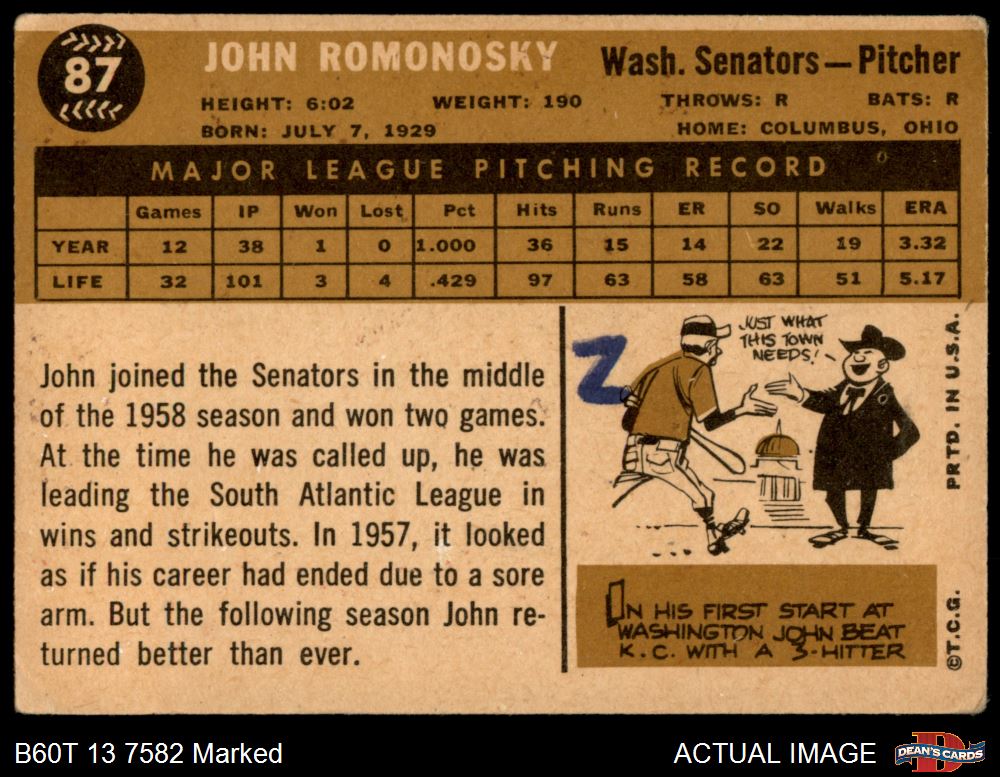 87
JOHN ROMONOSKY
Wash. Senators—Pitcher
HEIGHT: 6:02 WEIGHT: 190 THROWS: R BATS: R
BORN: JULY 7, 1929 HOME: COLUMBUS, OHIO
MAJOR LEAGUE PITCHING RECORD
Games IP Won Lost Pct Hits Runs ER SO Walks ERA
YEAR 12 38 1 0 1.000 36 15 14 22 19 3.32
LIFE 32 101 3 4 .429 97 63 58 63 51 5.17
John joined the Senators in the middle
of the 1958 season and won two games.
At the time he was called up, he was
leading the South Atlantic League in
wins and strikeouts. In 1957, it looked
as if his career had ended due to a sore
arm. But the following season John re-
turned better than ever.
Z
JUST WHAT
THIS TOWN
NEEDS!
IN HIS FIRST START AT
WASHINGTON JOHN BEAT
K.C. WITH A 3-HITTER
©T.C.G. PRTD. IN U.S.A.
B60T 13 7582 Marked
ACTUAL IMAGE
DEAN'S CARDS